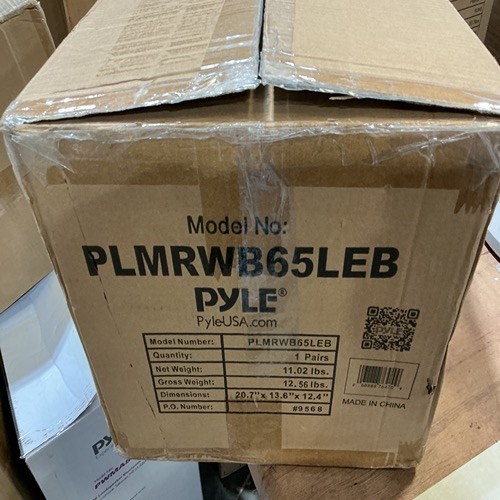 Model No:
PLMRWB65LEB
PYLE®
PyleUSA.com
Model Number: PLMRWB65LEB
Quantity: 1 Pairs
Net Weight: 11.02 lbs.
Gross Weight: 12.56 lbs.
Dimensions: 20.7" x 13.6" x 12.4"
P.O. Number: #9568
PYLE
MADE IN CHINA